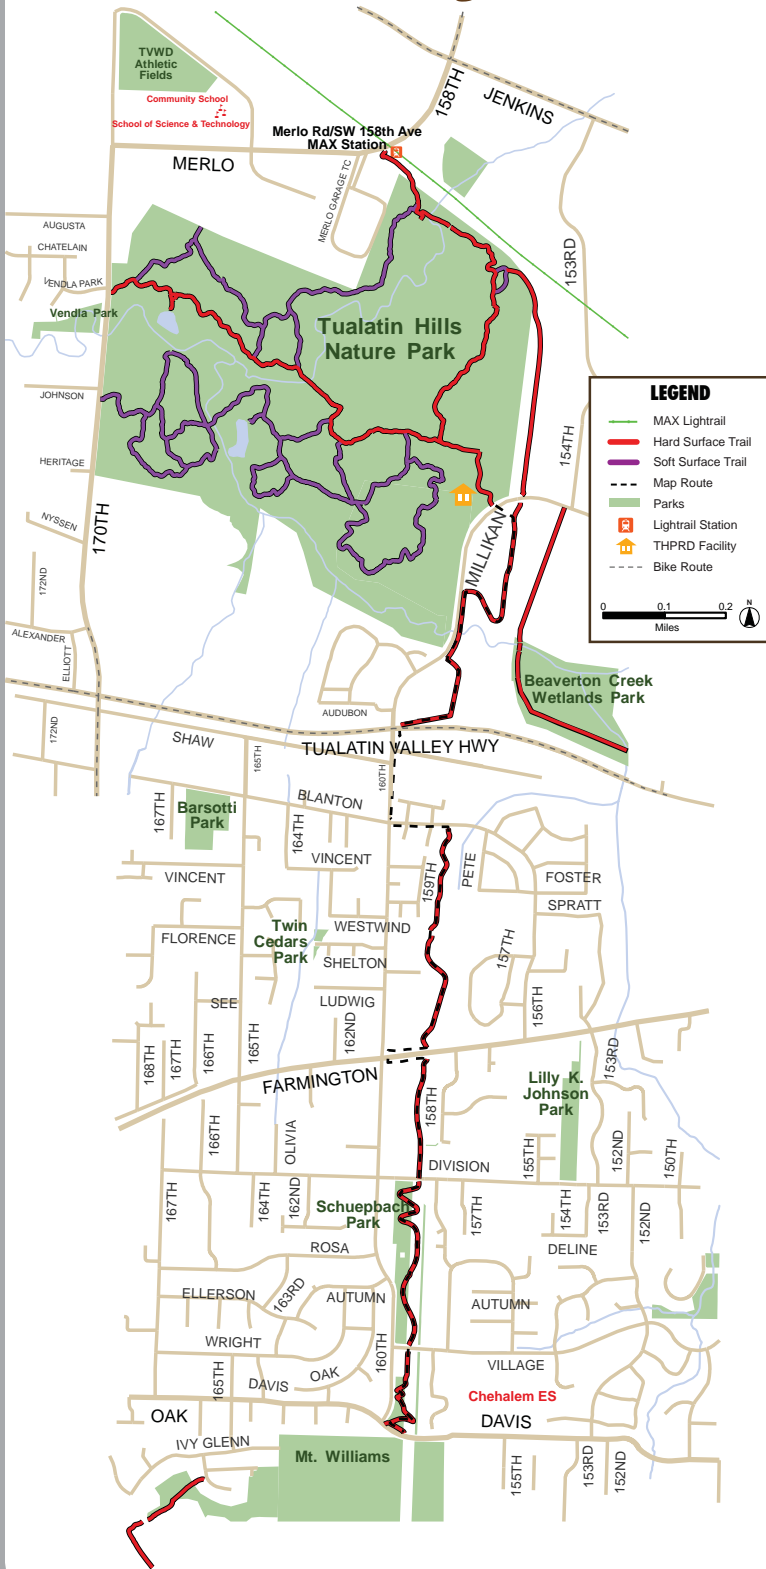 TVWD
Athletic
Fields
Community School
School of Science & Technology
158TH
JENKINS
Merlo Rd/SW 158th Ave
MAX Station
MERLO
MERLO GARAGE TC
AUGUSTA
CHATELAIN
VENDLA PARK
Vendla Park
153RD
Tualatin Hills
Nature Park
JOHNSON
HERITAGE
NYSSEN
170TH
172ND
ALEXANDER
ELLIOTT
154TH
MILLIKAN
LEGEND
MAX Lightrail
Hard Surface Trail
Soft Surface Trail
Map Route
Parks
Lightrail Station
THPRD Facility
Bike Route
0
0.1
0.2
Miles
N
Beaverton Creek
Wetlands Park
AUDUBON
172ND
SHAW
165TH
TUALATIN VALLEY HWY
160TH
167TH
Barsotti
Park
BLANTON
164TH
VINCENT
VINCENT
159TH
PETE
FOSTER
SPRATT
FLORENCE
Twin
Cedars
Park
WESTWIND
SHELTON
157TH
SEE
LUDWIG
156TH
168TH
167TH
166TH
165TH
162ND
FARMINGTON
153RD
Lilly K.
Johnson
Park
158TH
166TH
OLIVIA
DIVISION
155TH
152ND
150TH
167TH
164TH
162ND
Schuepbach
Park
157TH
154TH
153RD
152ND
ROSA
DELINE
ELLERSON
163RD
AUTUMN
AUTUMN
WRIGHT
160TH
VILLAGE
165TH
DAVIS
OAK
Chehalem ES
OAK
DAVIS
IVY GLENN
Mt. Williams
155TH
153RD
152ND